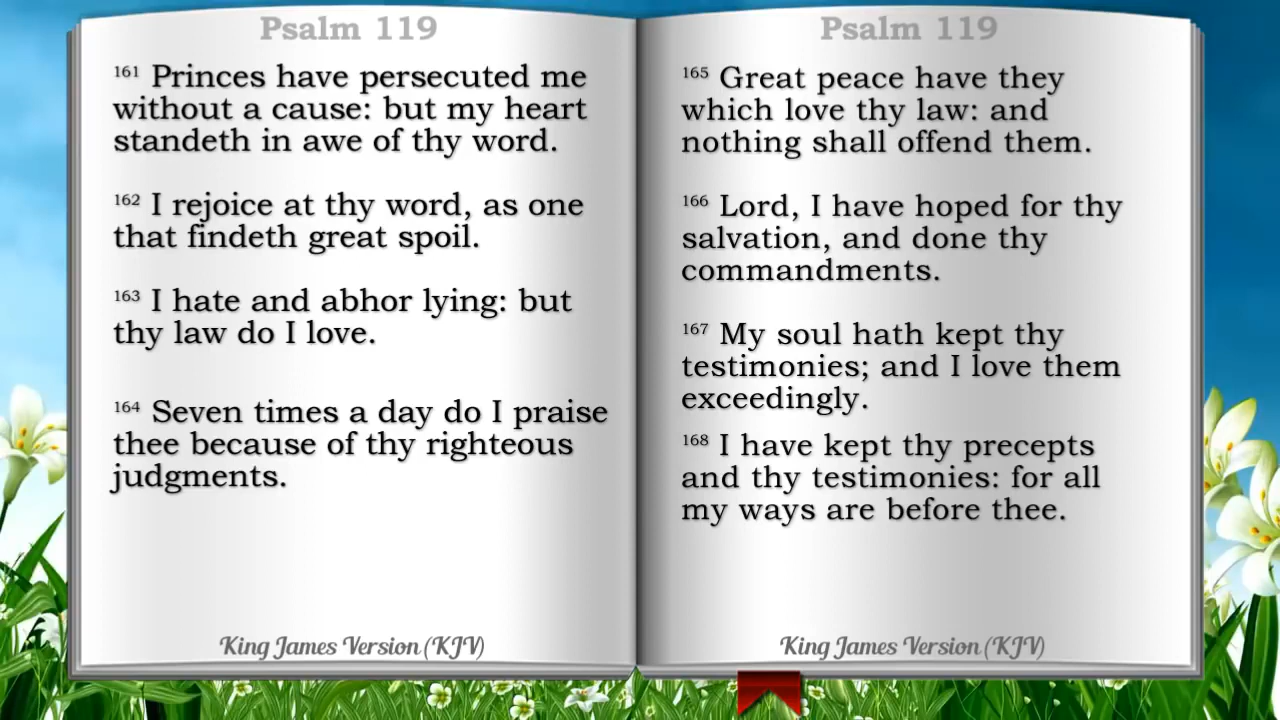 Psalm 119
161 Princes have persecuted me
without a cause: but my heart
standeth in awe of thy word.
162 I rejoice at thy word, as one
that findeth great spoil.
163 I hate and abhor lying: but
thy law do I love.
164 Seven times a day do I praise
thee because of thy righteous
judgments.
King James Version (KJV)
Psalm 119
165 Great peace have they
which love thy law: and
nothing shall offend them.
166 Lord, I have hoped for thy
salvation, and done thy
commandments.
167 My soul hath kept thy
testimonies; and I love them
exceedingly.
168 I have kept thy precepts
and thy testimonies: for all
my ways are before thee.
King James Version (KJV)